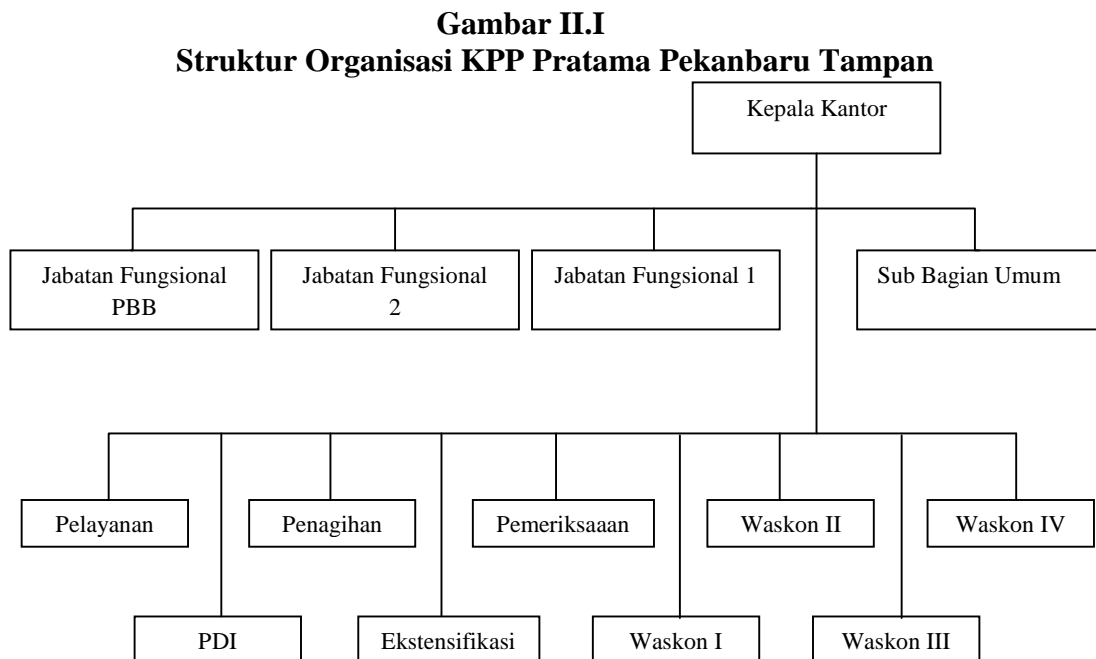 Gambar II.I
Struktur Organisasi KPP Pratama Pekanbaru Tampan
Kepala Kantor
Jabatan Fungsional
PBB
Jabatan Fungsional
2
Jabatan Fungsional 1
Sub Bagian Umum
Pelayanan
Penagihan
Pemeriksaaan
Waskon II
Waskon IV
PDI
Ekstensifikasi
Waskon I
Waskon III